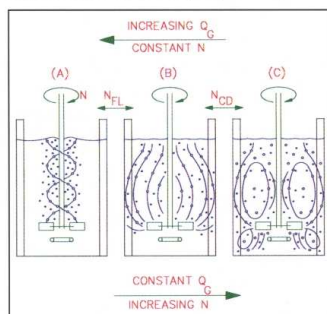 INCREASING Q_G
CONSTANT N
(A) (B) (C)
N N_FL N_CD
CONSTANT Q_G
INCREASING N